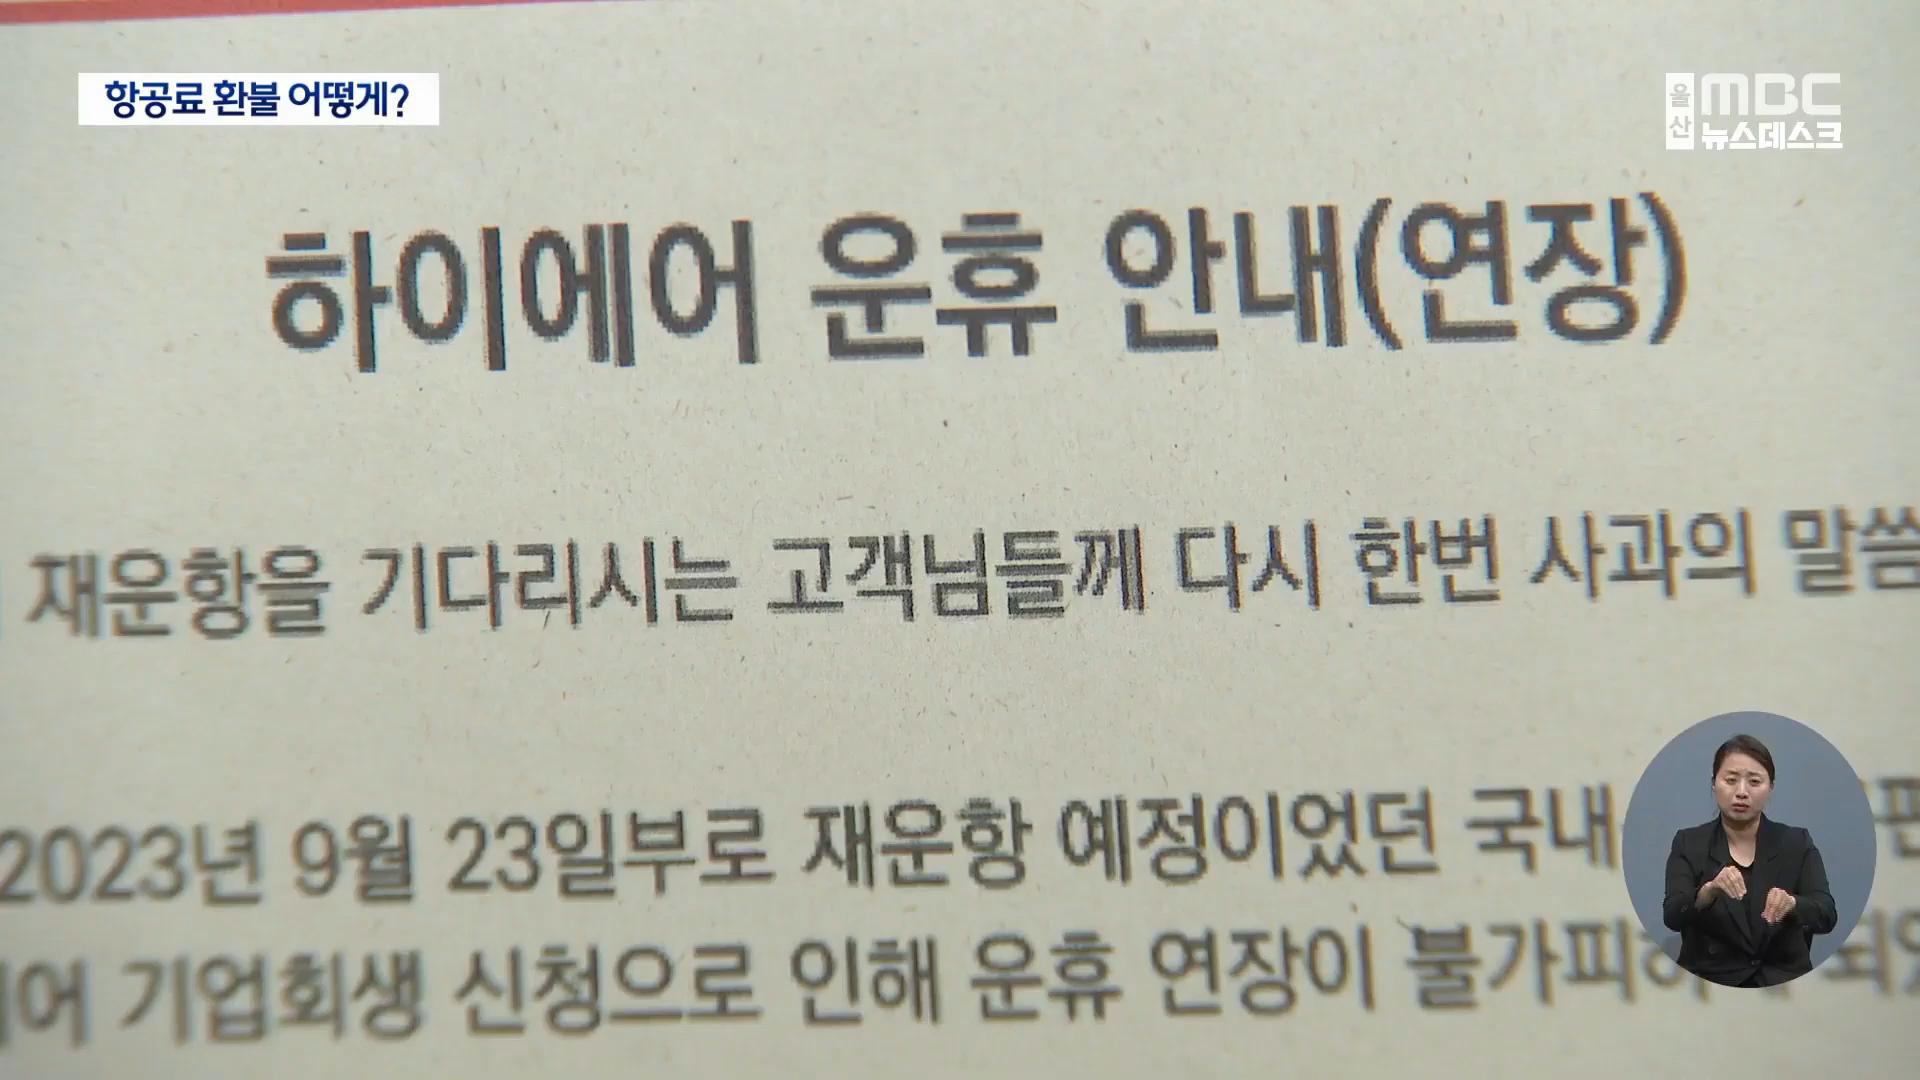 항공료 환불 어떻게?
울산 MBC 뉴스데스크
하이에어 운휴 안내(연장)
재운항을 기다리시는 고객님들께 다시 한번 사과의 말씀
2023년 9월 23일부로 재운항 예정이었던 국내
기업회생 신청으로 인해 운휴 연장이